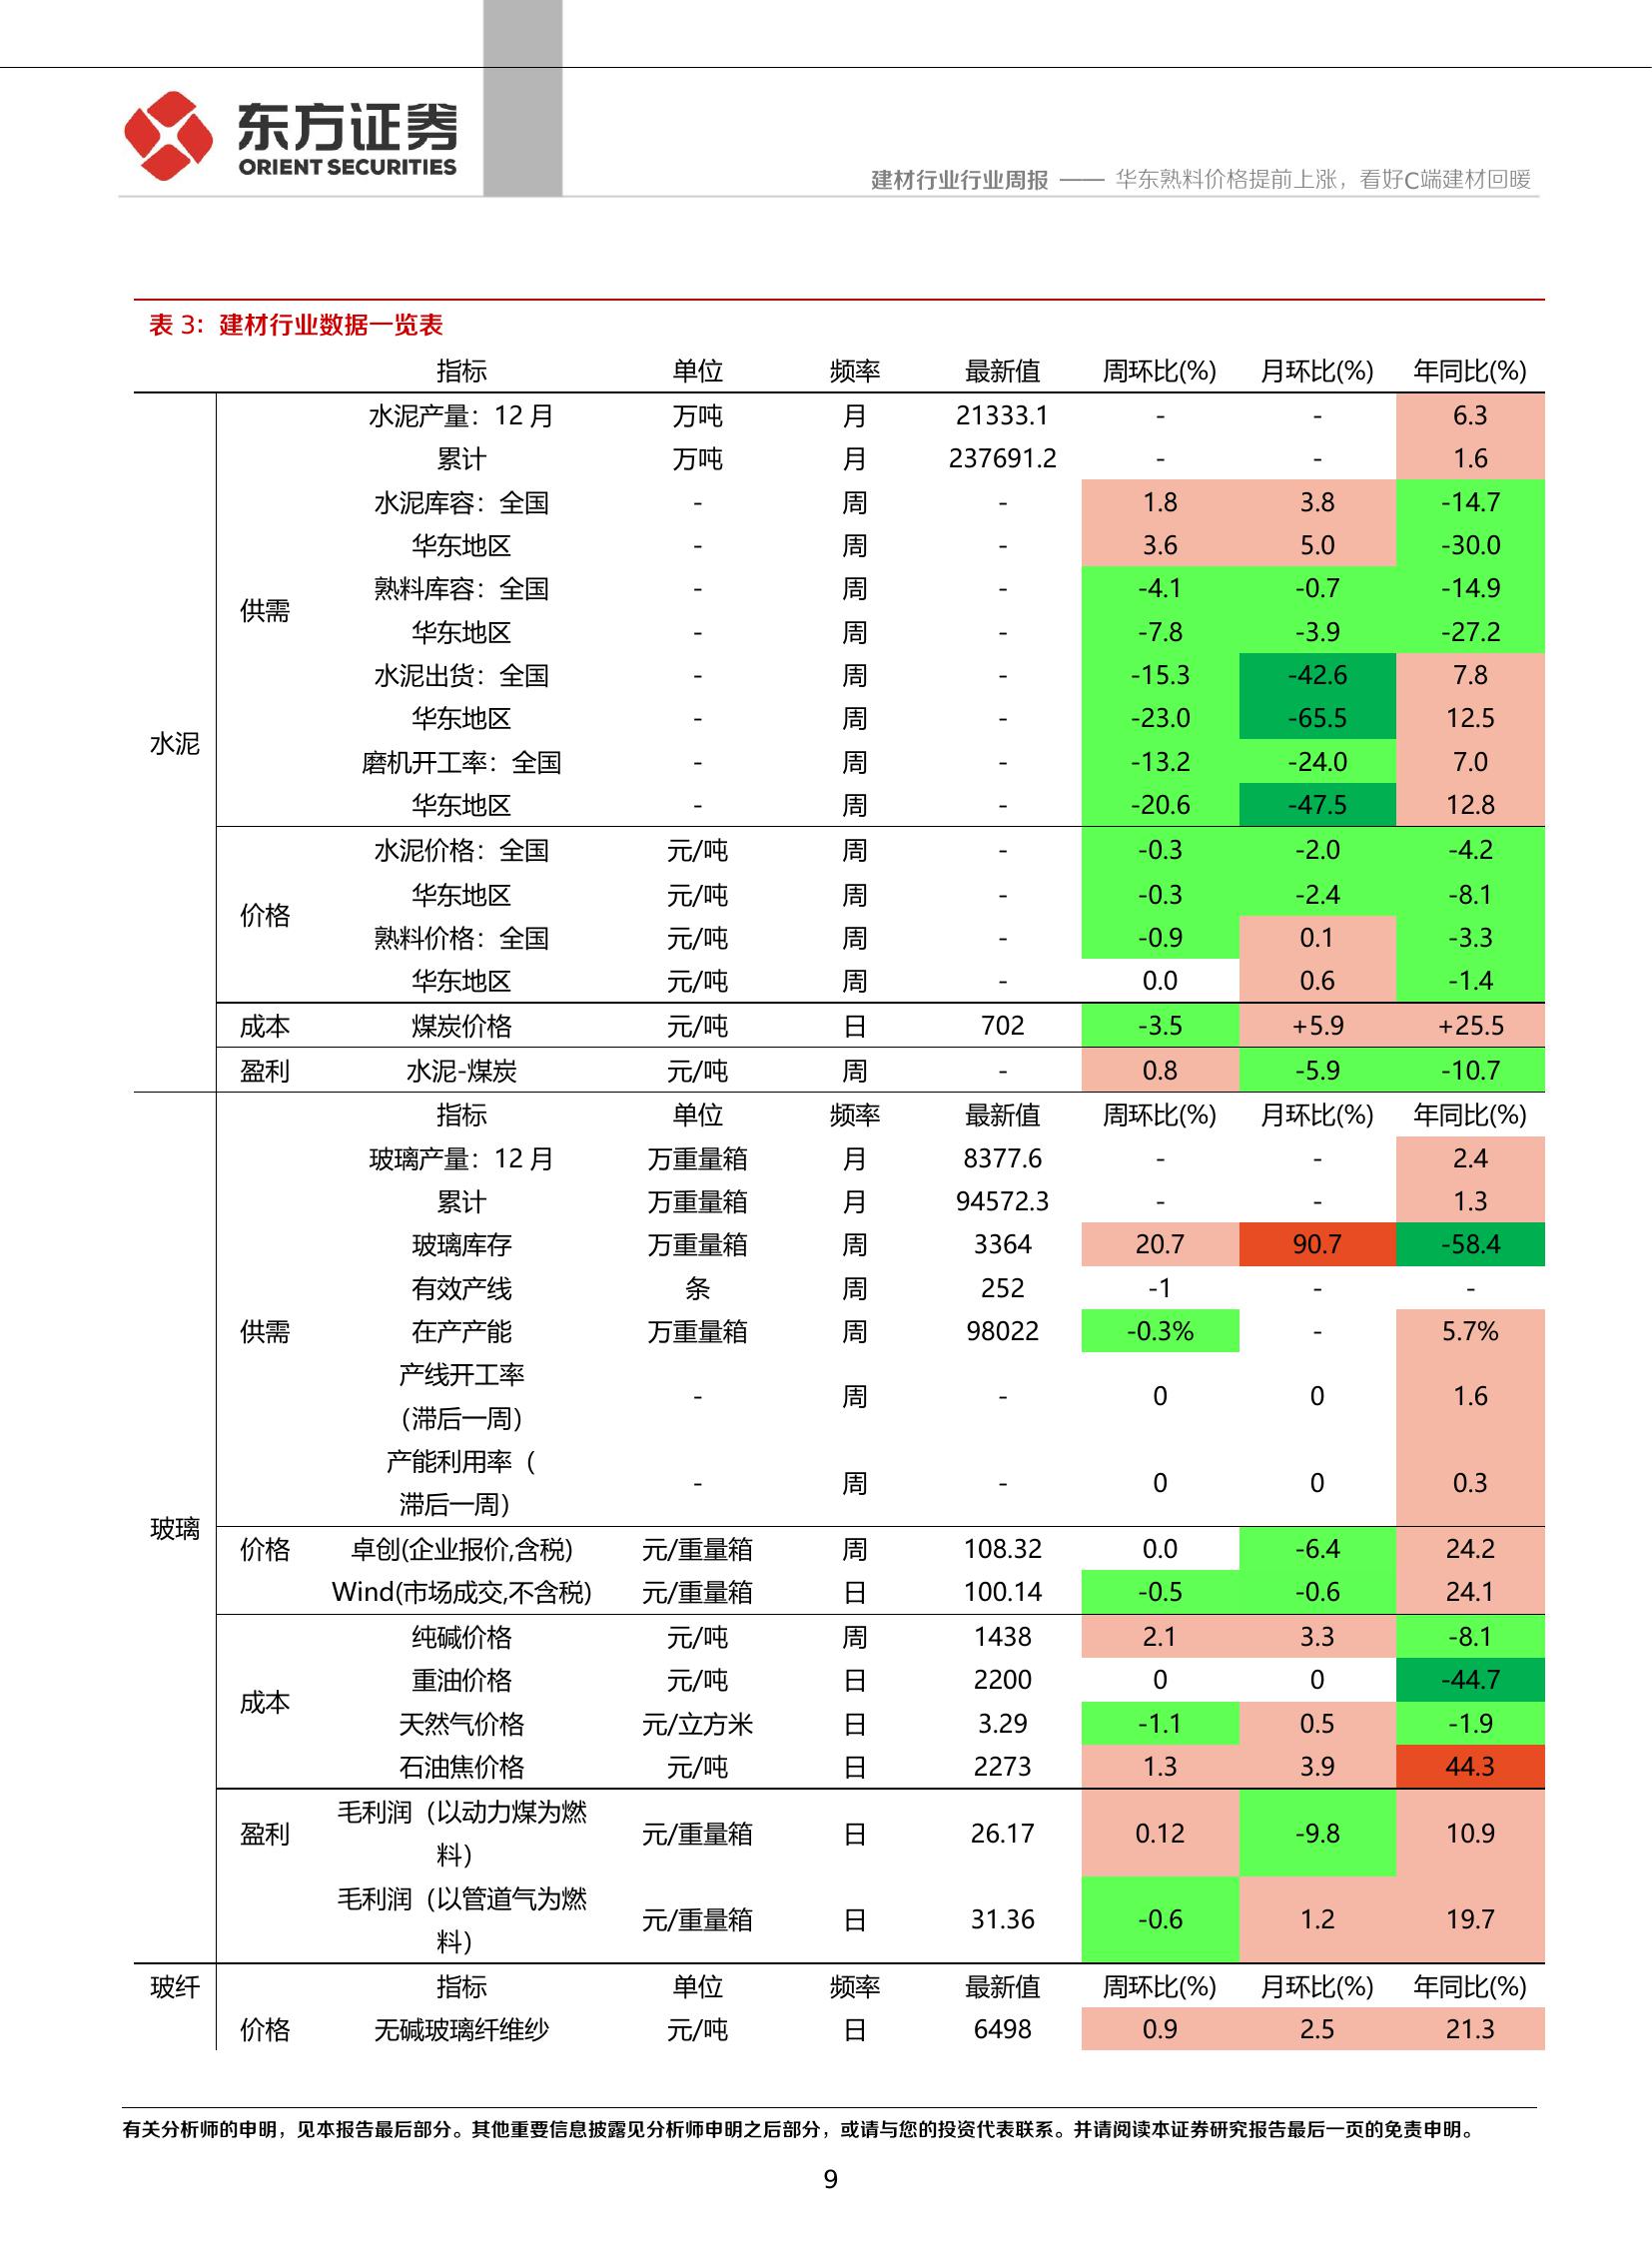 东方证券
ORIENT SECURITIES
建材行业行业周报 —— 华东熟料价格提前上涨，看好C端建材回暖
表 3：建材行业数据一览表
指标 单位 频率 最新值 周环比(%) 月环比(%) 年同比(%)
水泥产量：12 月 万吨 月 21333.1 - - 6.3
累计 万吨 月 237691.2 - - 1.6
水泥库容：全国 - 周 - 1.8 3.8 -14.7
华东地区 - 周 - 3.6 5.0 -30.0
熟料库容：全国 - 周 - -4.1 -0.7 -14.9
供需
华东地区 - 周 - -7.8 -3.9 -27.2
水泥出货：全国 - 周 - -15.3 -42.6 7.8
华东地区 - 周 - -23.0 -65.5 12.5
水泥
磨机开工率：全国 - 周 - -13.2 -24.0 7.0
华东地区 - 周 - -20.6 -47.5 12.8
水泥价格：全国 元/吨 周 - -0.3 -2.0 -4.2
华东地区 元/吨 周 - -0.3 -2.4 -8.1
价格
熟料价格：全国 元/吨 周 - -0.9 0.1 -3.3
华东地区 元/吨 周 - 0.0 0.6 -1.4
成本 煤炭价格 元/吨 日 702 -3.5 +5.9 +25.5
盈利 水泥-煤炭 元/吨 周 - 0.8 -5.9 -10.7
指标 单位 频率 最新值 周环比(%) 月环比(%) 年同比(%)
玻璃产量：12 月 万重量箱 月 8377.6 - - 2.4
累计 万重量箱 月 94572.3 - - 1.3
玻璃库存 万重量箱 周 3364 20.7 90.7 -58.4
有效产线 条 周 252 -1 - -
供需 在产产能 万重量箱 周 98022 -0.3% - 5.7%
产线开工率
（滞后一周） - 周 - 0 0 1.6
产能利用率（
滞后一周） - 周 - 0 0 0.3
玻璃
价格 卓创(企业报价,含税) 元/重量箱 周 108.32 0.0 -6.4 24.2
Wind(市场成交,不含税) 元/重量箱 日 100.14 -0.5 -0.6 24.1
纯碱价格 元/吨 周 1438 2.1 3.3 -8.1
重油价格 元/吨 日 2200 0 0 -44.7
成本
天然气价格 元/立方米 日 3.29 -1.1 0.5 -1.9
石油焦价格 元/吨 日 2273 1.3 3.9 44.3
毛利润（以动力煤为燃
盈利 料） 元/重量箱 日 26.17 0.12 -9.8 10.9
毛利润（以管道气为燃
料） 元/重量箱 日 31.36 -0.6 1.2 19.7
玻纤 指标 单位 频率 最新值 周环比(%) 月环比(%) 年同比(%)
价格 无碱玻璃纤维纱 元/吨 日 6498 0.9 2.5 21.3
有关分析师的申明，见本报告最后部分。其他重要信息披露见分析师申明之后部分，或请与您的投资代表联系。并请阅读本证券研究报告最后一页的免责申明。
9